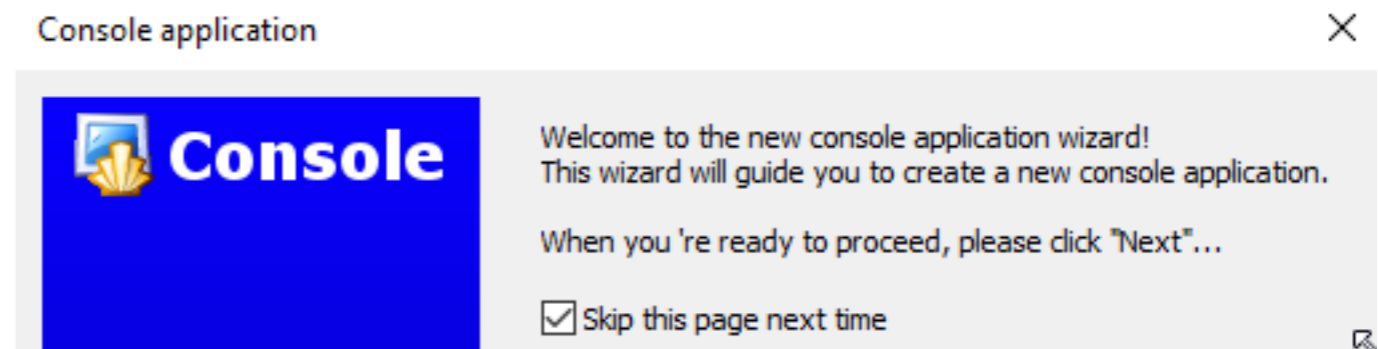 Console application
Console
Welcome to the new console application wizard!
This wizard will guide you to create a new console application.
When you 're ready to proceed, please click "Next"...
Skip this page next time